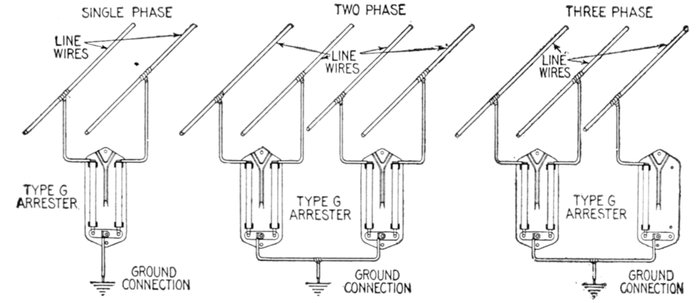 SINGLE PHASE
LINE
WIRES
TYPE G
ARRESTER
GROUND
CONNECTION
TWO PHASE
LINE
WIRES
TYPE G
ARRESTER
GROUND
CONNECTION
THREE PHASE
LINE
WIRES
TYPE G
ARRESTER
GROUND
CONNECTION